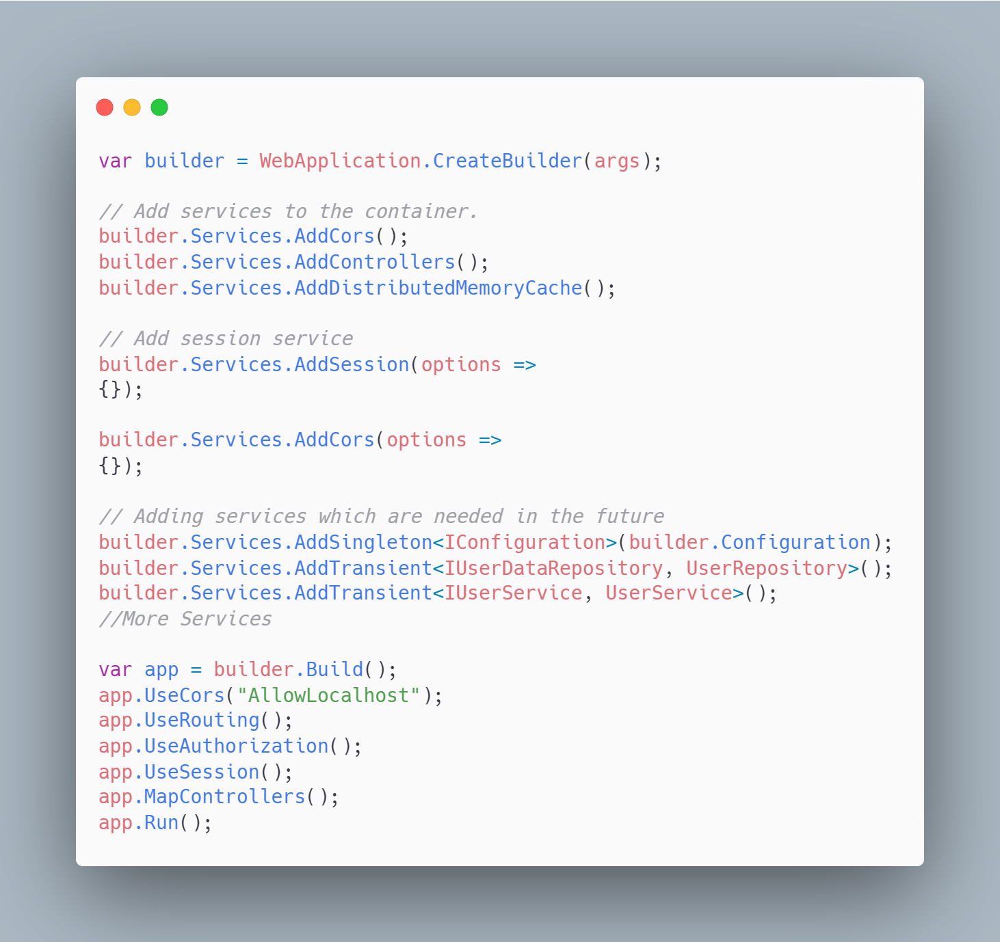 var builder = WebApplication.CreateBuilder(args);

// Add services to the container.
builder.Services.AddCors();
builder.Services.AddControllers();
builder.Services.AddDistributedMemoryCache();

// Add session service
builder.Services.AddSession(options =>
{});

builder.Services.AddCors(options =>
{});

// Adding services which are needed in the future
builder.Services.AddSingleton<IConfiguration>(builder.Configuration);
builder.Services.AddTransient<IUserDataRepository, UserRepository>();
builder.Services.AddTransient<IUserService, UserService>();
//More Services

var app = builder.Build();
app.UseCors("AllowLocalhost");
app.UseRouting();
app.UseAuthorization();
app.UseSession();
app.MapControllers();
app.Run();